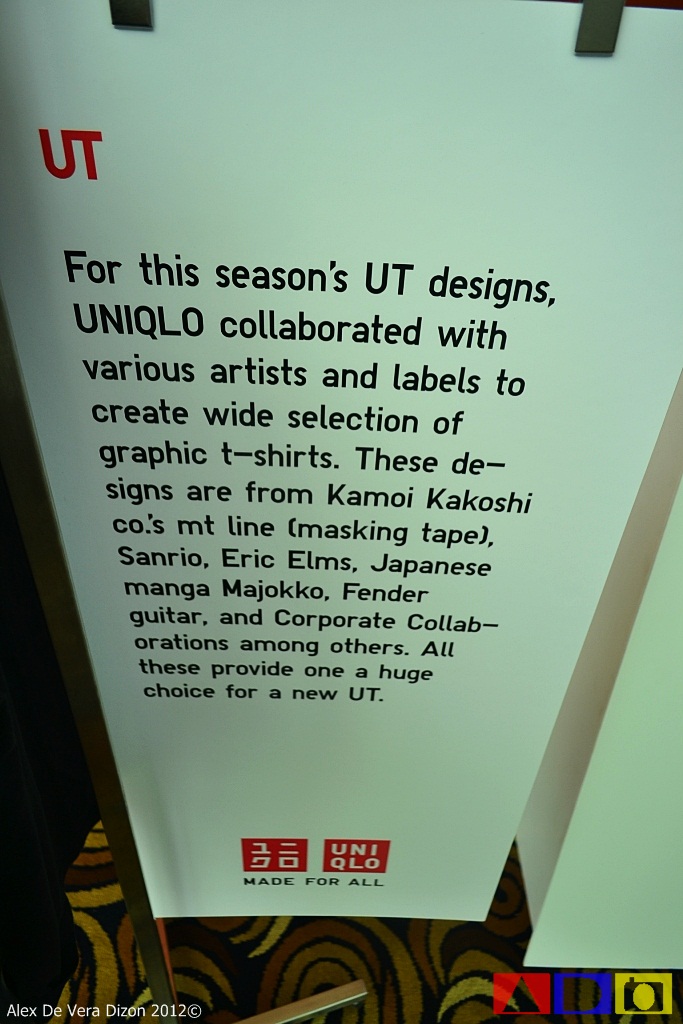 UT
For this season's UT designs,
UNIQLO collaborated with
various artists and labels to
create wide selection of
graphic t-shirts. These de-
signs are from Kamoi Kakoshi
co.'s mt line (masking tape),
Sanrio, Eric Elms, Japanese
manga Majokko, Fender
guitar, and Corporate Collab-
orations among others. All
these provide one a huge
choice for a new UT.
ユニ UNI
クロ QLO
MADE FOR ALL
Alex De Vera Dizon 2012©